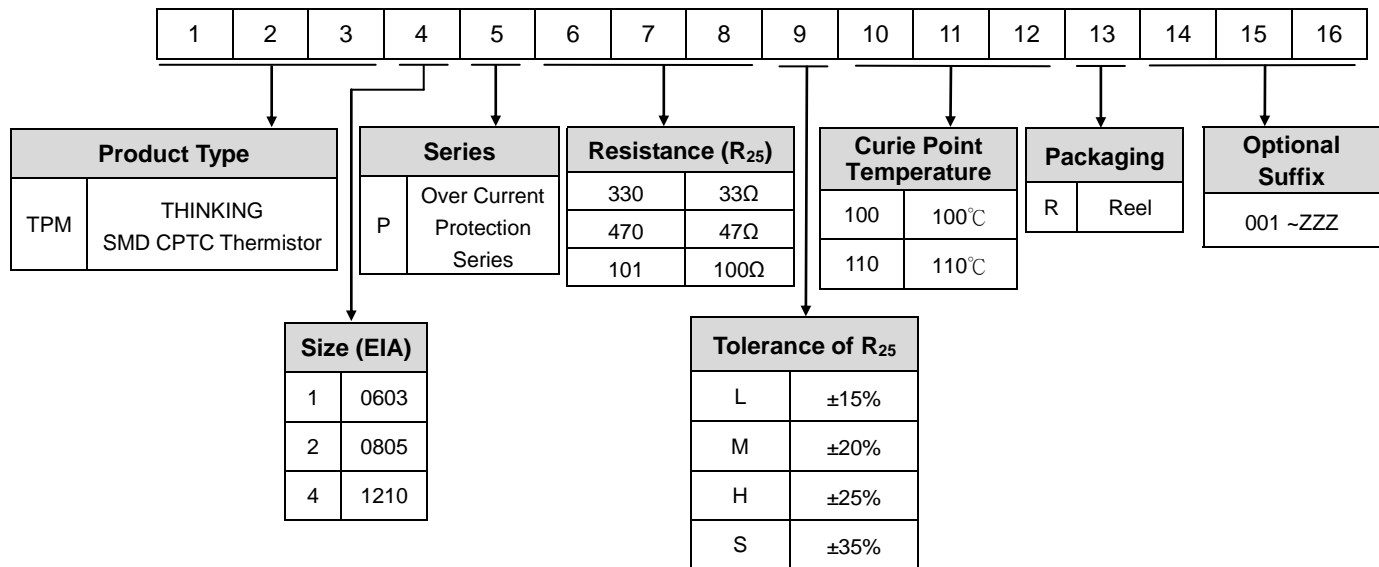 1 2 3 4 5 6 7 8 9 10 11 12 13 14 15 16
Product Type
TPM THINKING
SMD CPTC Thermistor
Series
P Over Current
Protection
Series
Resistance (R25)
330 33Ω
470 47Ω
101 100Ω
Curie Point
Temperature
100 100℃
110 110℃
Packaging
R Reel
Optional
Suffix
001 ~ZZZ
Size (EIA)
1 0603
2 0805
4 1210
Tolerance of R25
L ±15%
M ±20%
H ±25%
S ±35%